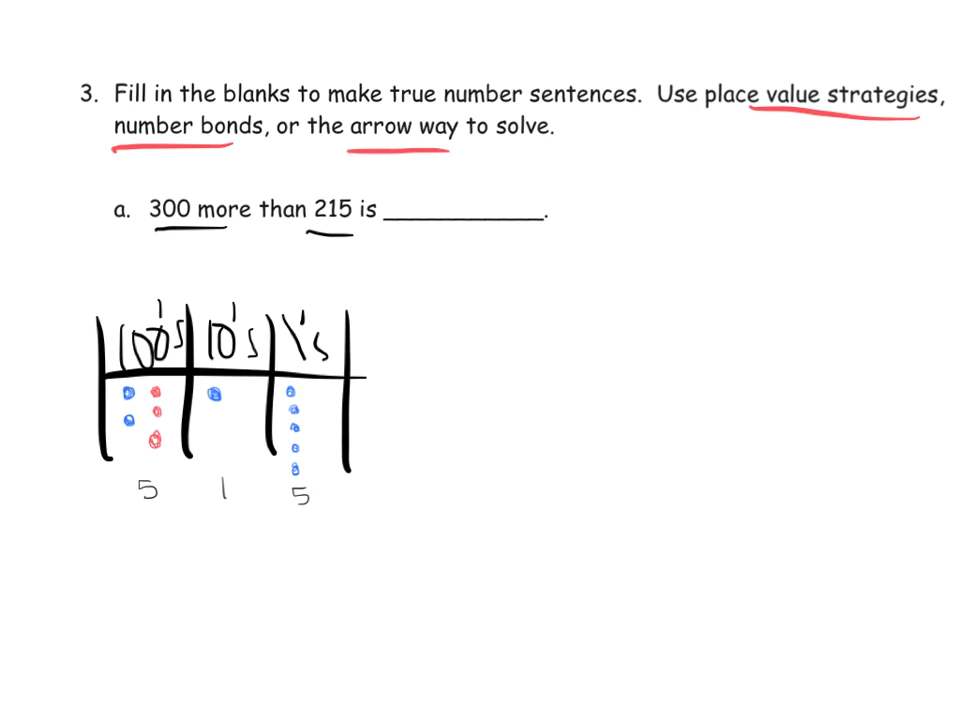 3. Fill in the blanks to make true number sentences. Use place value strategies,
number bonds, or the arrow way to solve.
a. 300 more than 215 is ____________.
100's 10's 1's
5 1 5